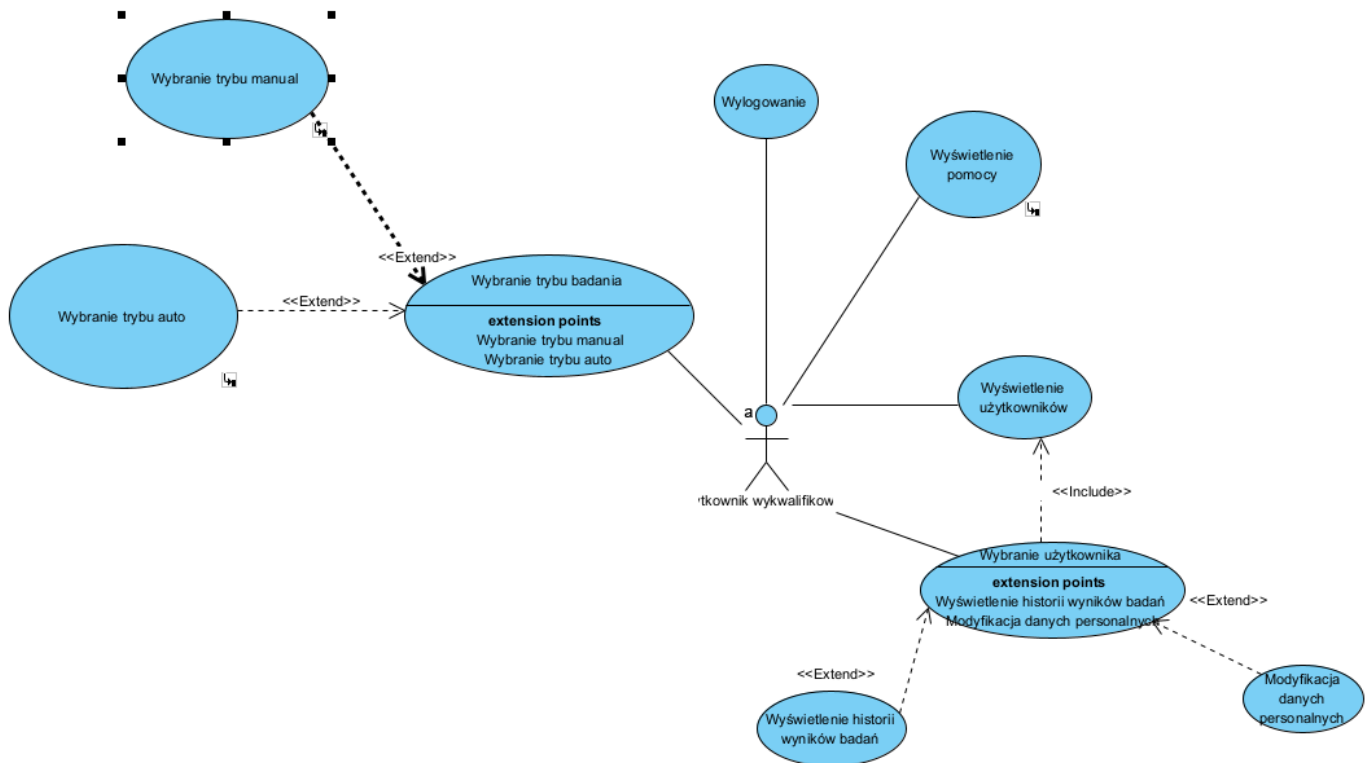 Wybranie trybu manual
Wylogowanie
Wyświetlenie
pomocy
<<Extend>>
Wybranie trybu badania
extension points
Wybranie trybu manual
Wybranie trybu auto
<<Extend>>
Wybranie trybu auto
Wyświetlenie
użytkowników
a
tkownik wykwalifikow
<<Include>>
Wybranie użytkownika
extension points
Wyświetlenie historii wyników badań
Modyfikacja danych personalnych
<<Extend>>
<<Extend>>
Wyświetlenie historii
wyników badań
Modyfikacja
danych
personalnych